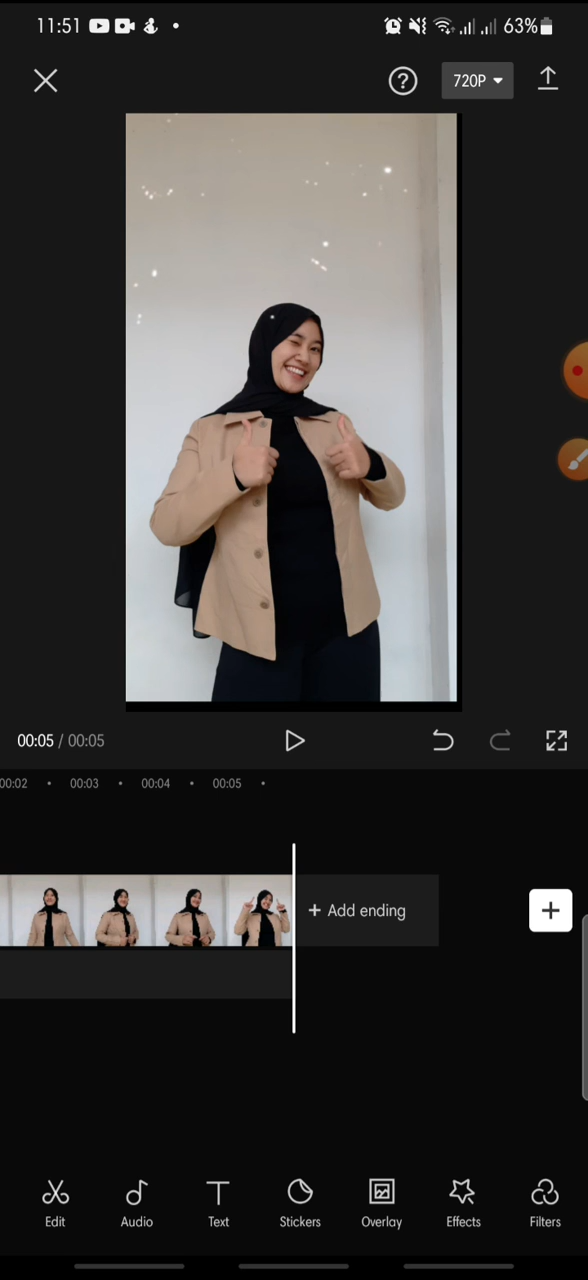 11:51 63%
720P
00:05 / 00:05
00:02 00:03 00:04 00:05
+ Add ending
Edit Audio Text Stickers Overlay Effects Filters